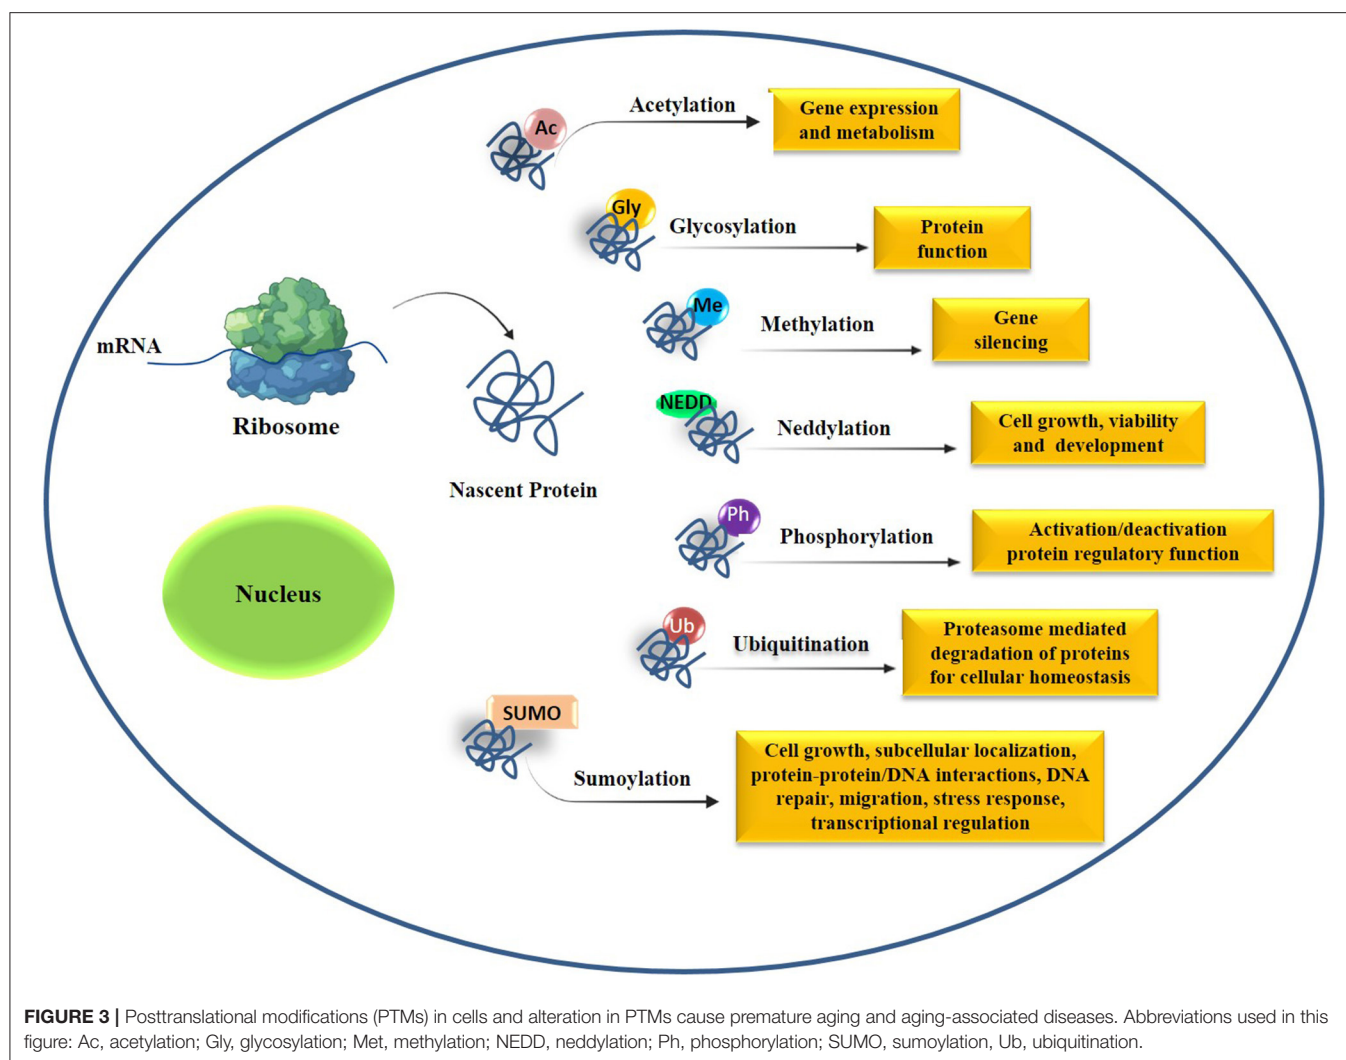 Ac
Acetylation
Gene expression
and metabolism
Gly
Glycosylation
Protein
function
Me
Methylation
Gene
silencing
mRNA
Ribosome
NEDD
Neddylation
Cell growth, viability
and development
Nascent Protein
Ph
Phosphorylation
Activation/deactivation
protein regulatory function
Nucleus
Ub
Ubiquitination
Proteasome mediated
degradation of proteins
for cellular homeostasis
SUMO
Sumoylation
Cell growth, subcellular localization,
protein-protein/DNA interactions, DNA
repair, migration, stress response,
transcriptional regulation
FIGURE 3 | Posttranslational modifications (PTMs) in cells and alteration in PTMs cause premature aging and aging-associated diseases. Abbreviations used in this
figure: Ac, acetylation; Gly, glycosylation; Met, methylation; NEDD, neddylation; Ph, phosphorylation; SUMO, sumoylation, Ub, ubiquitination.